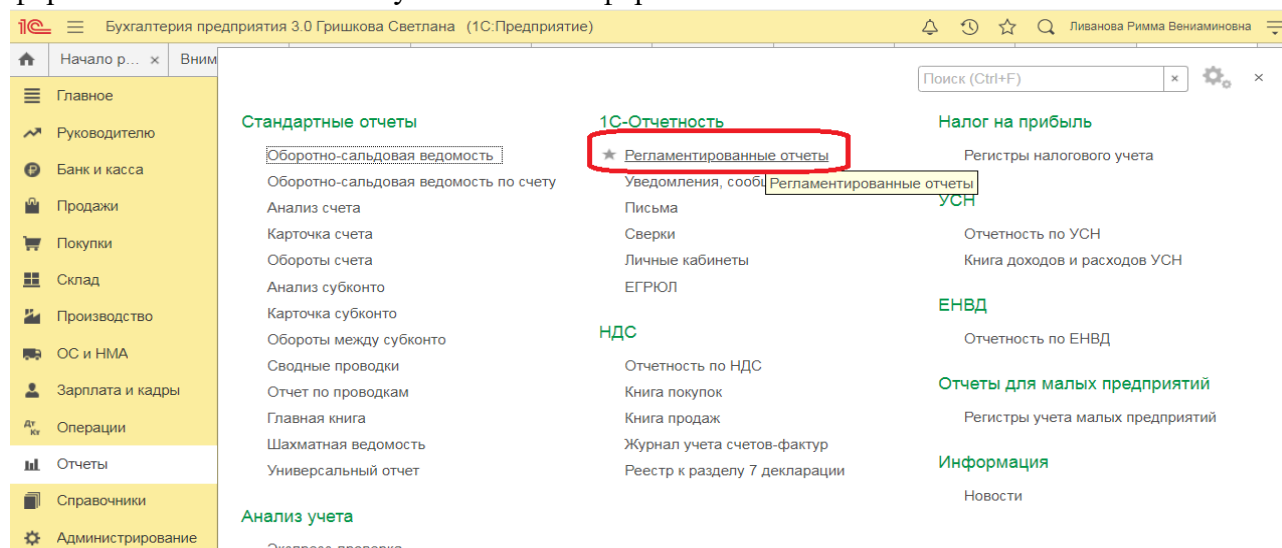 1С Бухгалтерия предприятия 3.0 Гришкова Светлана (1С:Предприятие) Ливанова Римма Вениаминовна
Начало р... × Вним
Поиск (Ctrl+F) × ×
Главное
Руководителю
Банк и касса
Продажи
Покупки
Склад
Производство
ОС и НМА
Зарплата и кадры
Дт Кт Операции
Отчеты
Справочники
Администрирование
Стандартные отчеты
Оборотно-сальдовая ведомость
Оборотно-сальдовая ведомость по счету
Анализ счета
Карточка счета
Обороты счета
Анализ субконто
Карточка субконто
Обороты между субконто
Сводные проводки
Отчет по проводкам
Главная книга
Шахматная ведомость
Универсальный отчет
Анализ учета
1С-Отчетность
Регламентированные отчеты
Уведомления, сооб
Регламентированные отчеты
Письма
Сверки
Личные кабинеты
ЕГРЮЛ
НДС
Отчетность по НДС
Книга покупок
Книга продаж
Журнал учета счетов-фактур
Реестр к разделу 7 декларации
Налог на прибыль
Регистры налогового учета
УСН
Отчетность по УСН
Книга доходов и расходов УСН
ЕНВД
Отчетность по ЕНВД
Отчеты для малых предприятий
Регистры учета малых предприятий
Информация
Новости